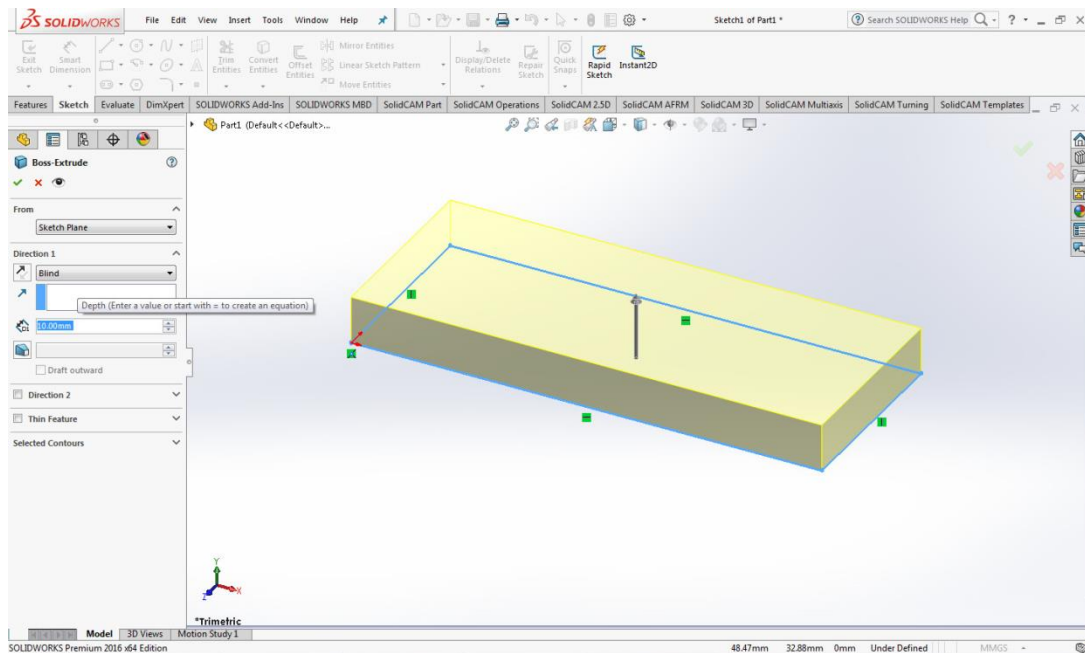 SOLIDWORKS File Edit View Insert Tools Window Help Sketch1 of Part1 * Search SOLIDWORKS Help
Exit Sketch Smart Dimension Trim Entities Convert Entities Offset Entities Mirror Entities Display/Delete Relations Repair Sketch Quick Snaps Rapid Sketch Instant2D
Linear Sketch Pattern
Move Entities
Features Sketch Evaluate DimXpert SOLIDWORKS Add-Ins SOLIDWORKS MBD SolidCAM Part SolidCAM Operations SolidCAM 2.5D SolidCAM AFRM SolidCAM 3D SolidCAM Multiaxis SolidCAM Turning SolidCAM Templates
Part1 (Default<<Default>...
Boss-Extrude
From
Sketch Plane
Direction 1
Blind
Depth (Enter a value or start with = to create an equation)
10.00mm
Draft outward
Direction 2
Thin Feature
Selected Contours
Y
X
Z
*Trimetric
Model 3D Views Motion Study 1
SOLIDWORKS Premium 2016 x64 Edition 48.47mm 32.88mm 0mm Under Defined MMGS